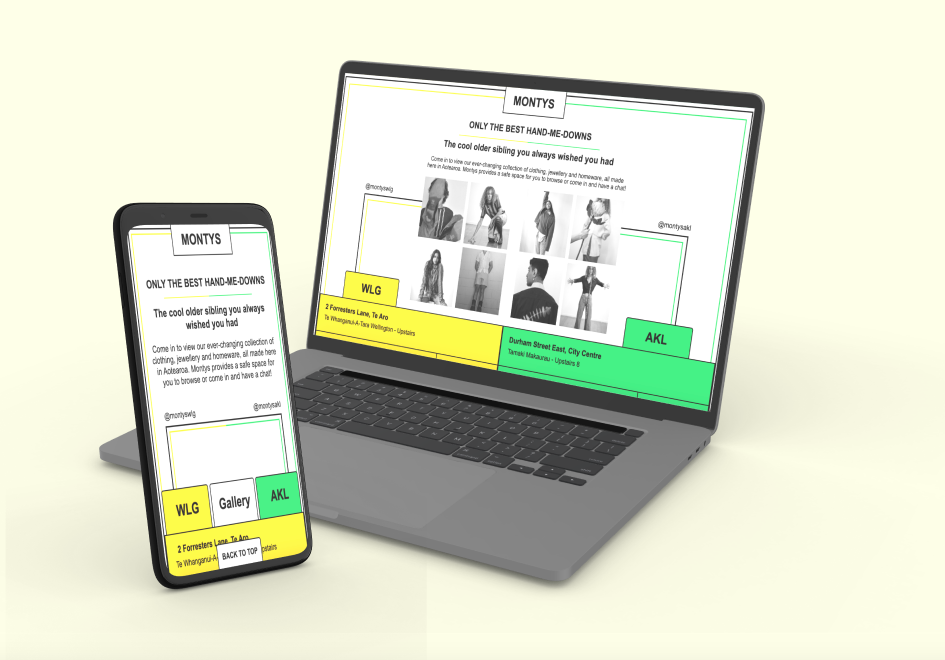 MONTYS
ONLY THE BEST HAND-ME-DOWNS
The cool older sibling you always wished you had
Come in to view our ever-changing collection of clothing, jewellery and homeware, all made
here in Aotearoa. Montys provides a safe space for you to browse or come in and have a chat!
@montyswlg
@montysakl
WLG
2 Forresters Lane, Te Aro
Te Whanganui-A-Tara Wellington - Upstairs
AKL
Durham Street East, City Centre
Tamaki Makaurau - Upstairs 8
MONTYS
ONLY THE BEST HAND-ME-DOWNS
The cool older sibling you always
wished you had
Come in to view our ever-changing collection of
clothing, jewellery and homeware, all made here
in Aotearoa. Montys provides a safe space for
you to browse or come in and have a chat!
@montyswlg
@montysakl
WLG
Gallery
AKL
2 Forresters Lane, Te Aro
Te Whanganui-A
pstairs
BACK TO TOP